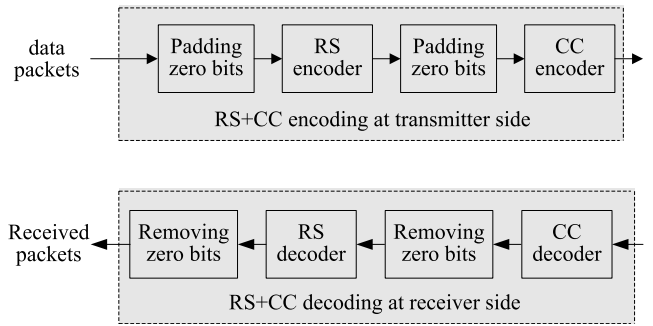 data
packets
Padding
zero bits
RS
encoder
Padding
zero bits
CC
encoder
RS+CC encoding at transmitter side
Received
packets
Removing
zero bits
RS
decoder
Removing
zero bits
CC
decoder
RS+CC decoding at receiver side